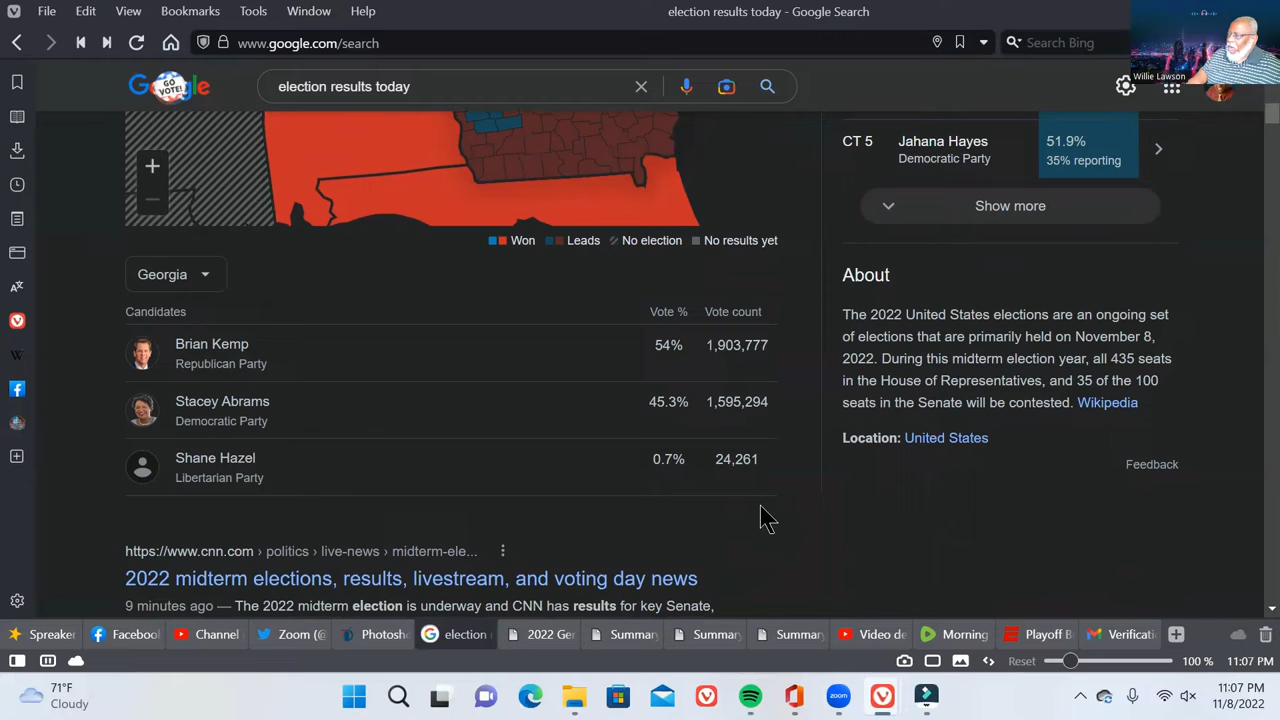 File Edit View Bookmarks Tools Window Help
election results today - Google Search
www.google.com/search
Search Bing
Willie Lawson
GO VOTE!
election results today
CT 5 Jahana Hayes 51.9%
Democratic Party 35% reporting
Show more
Won Leads No election No results yet
Georgia
Candidates Vote % Vote count
Brian Kemp 54% 1,903,777
Republican Party
Stacey Abrams 45.3% 1,595,294
Democratic Party
Shane Hazel 0.7% 24,261
Libertarian Party
About
The 2022 United States elections are an ongoing set
of elections that are primarily held on November 8,
2022. During this midterm election year, all 435 seats
in the House of Representatives, and 35 of the 100
seats in the Senate will be contested. Wikipedia
Location: United States
Feedback
https://www.cnn.com › politics › live-news › midterm-ele...
2022 midterm elections, results, livestream, and voting day news
9 minutes ago — The 2022 midterm election is underway and CNN has results for key Senate,
Spreaker Facebool Channel Zoom (@ Photosh election 2022 Ge Summary Summary Summary Video de Morning Playoff B Verificati
Reset 100 % 11:07 PM
71°F
Cloudy
11:07 PM
11/8/2022